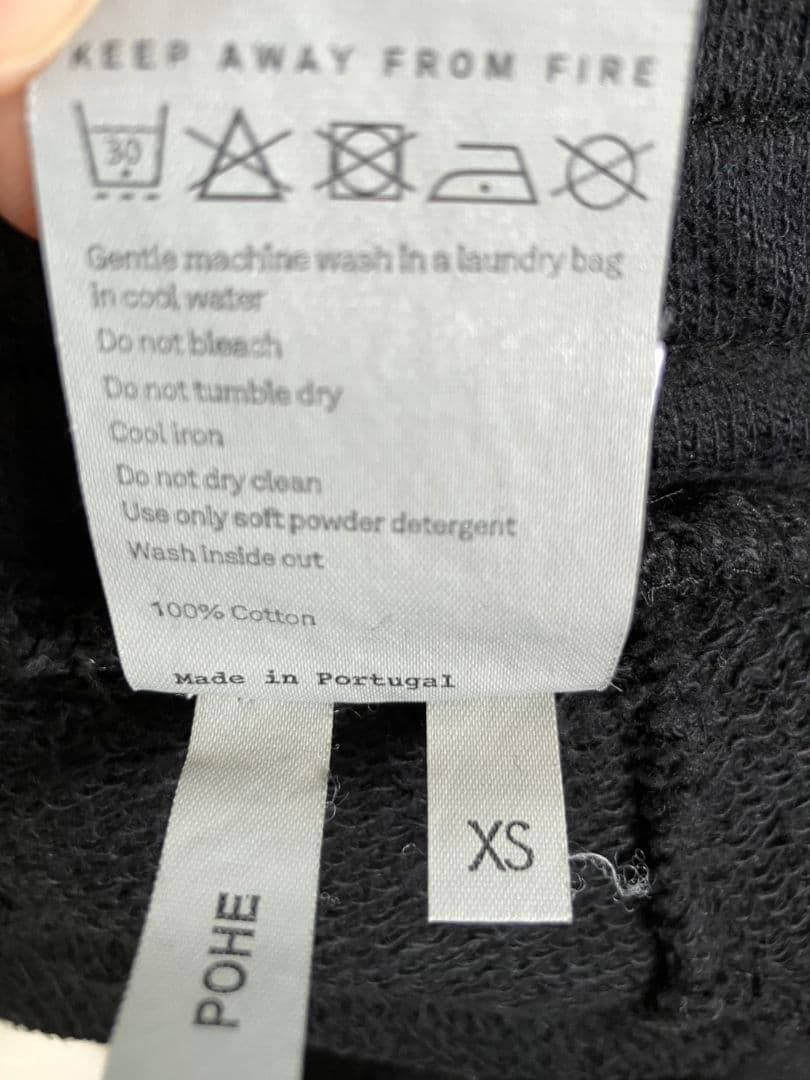 KEEP AWAY FROM FIRE
30
Gentle machine wash in a laundry bag
in cool water
Do not bleach
Do not tumble dry
Cool iron
Do not dry clean
Use only soft powder detergent
Wash inside out
100% Cotton
Made in Portugal
XS
POHE